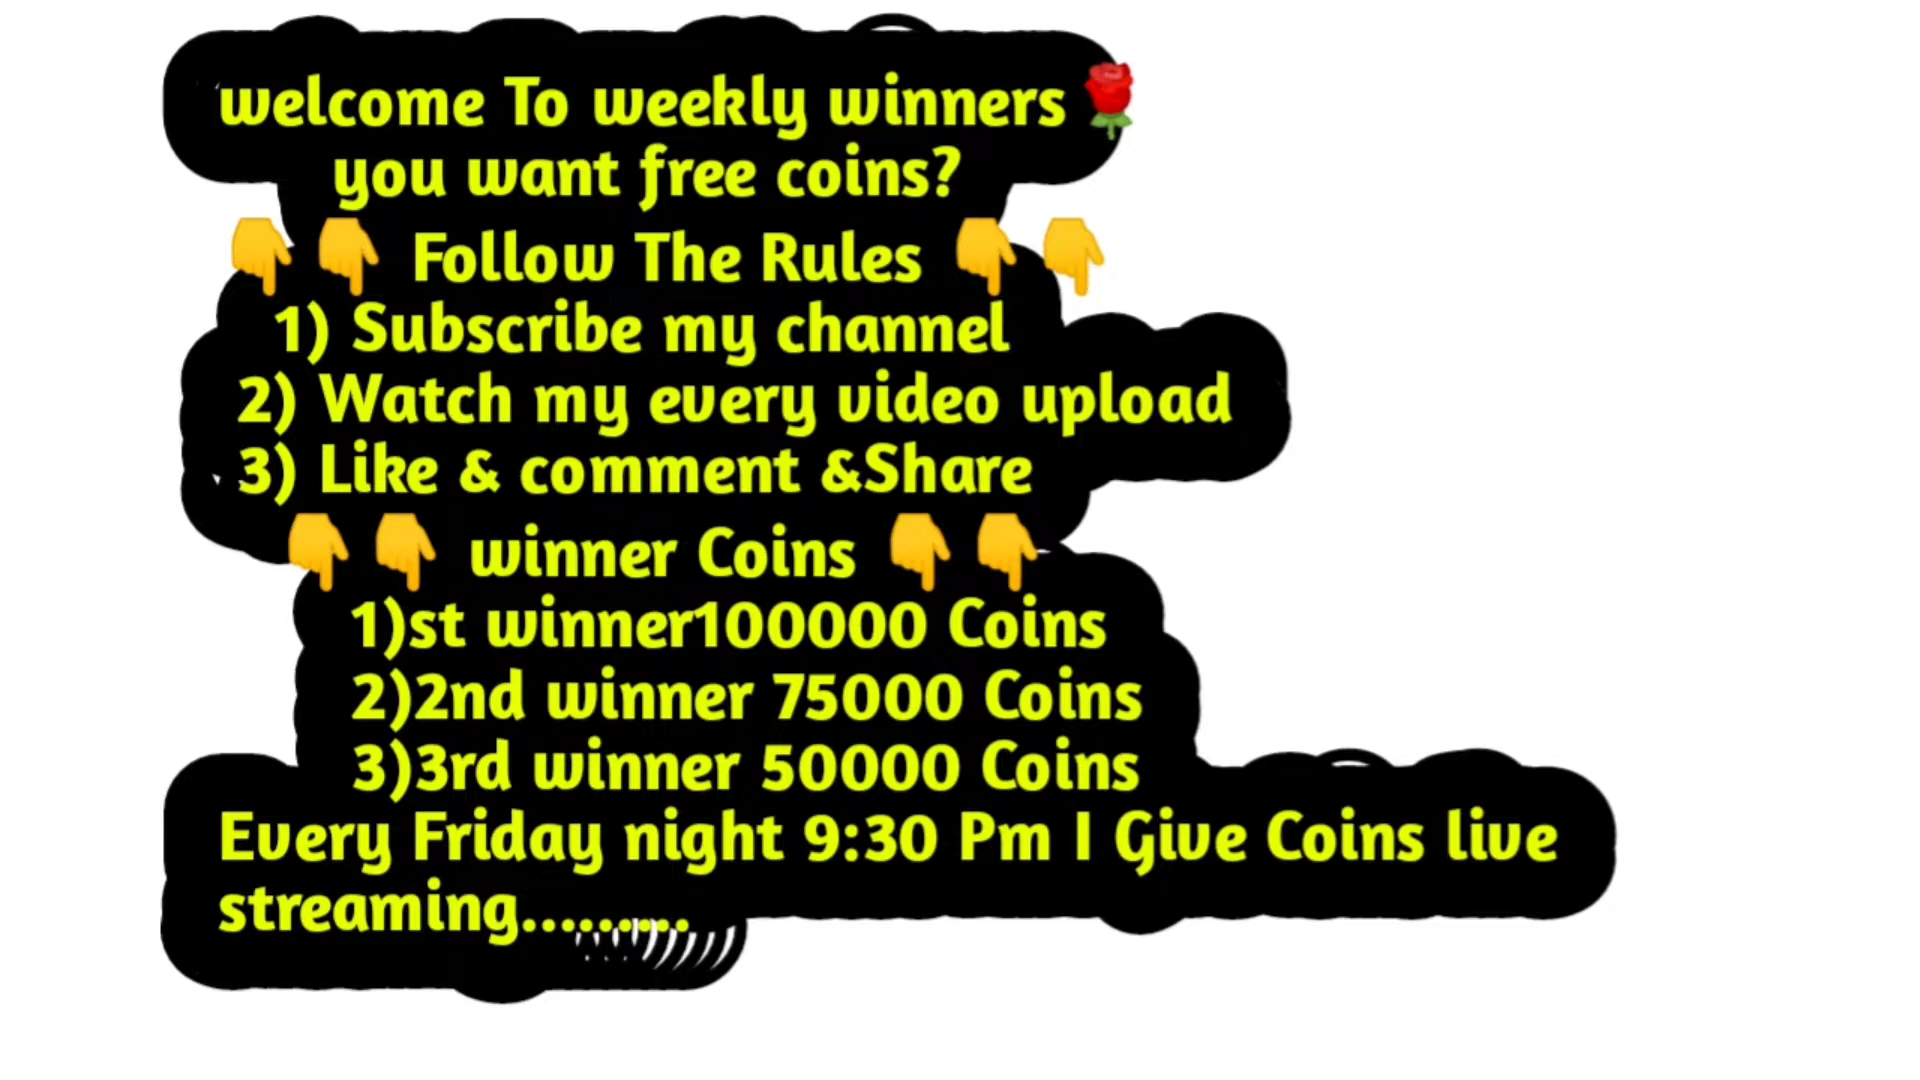 welcome To weekly winners🌹
you want free coins?
👇👇 Follow The Rules 👇👇
1) Subscribe my channel
2) Watch my every video upload
3) Like & comment &Share
👇👇 winner Coins 👇👇
1)st winner100000 Coins
2)2nd winner 75000 Coins
3)3rd winner 50000 Coins
Every Friday night 9:30 Pm I Give Coins live
streaming.........